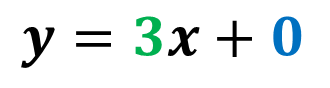 y = 3x + 0